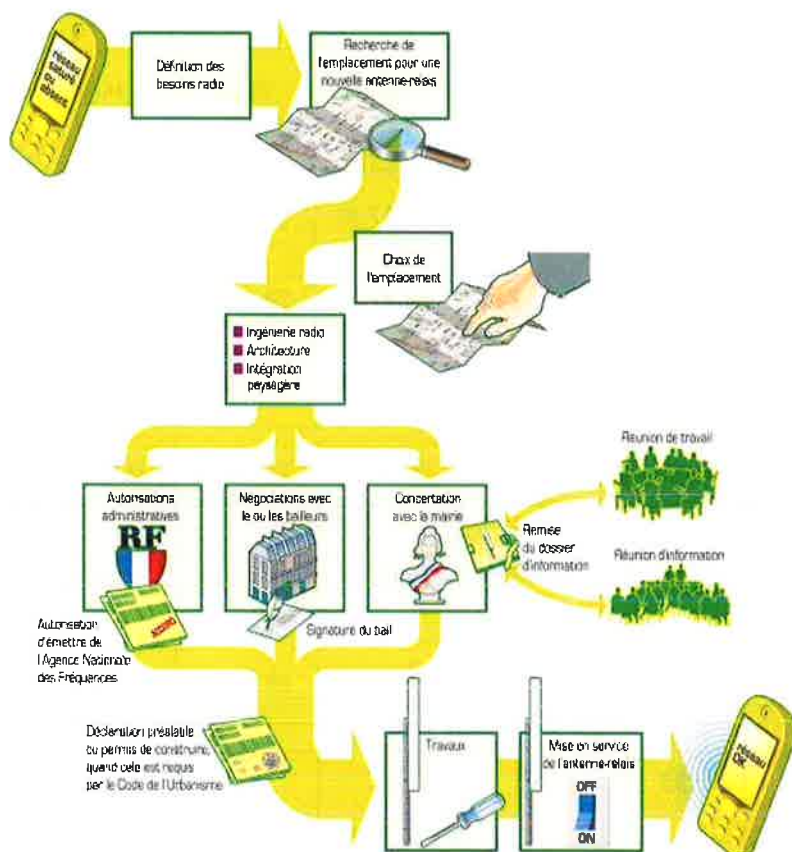 réseau
saturé
ou
absent
Définition des
besoins radio
Recherche de
l'emplacement pour une
nouvelle antenne-relais
Choix de
l'emplacement
Ingénierie radio
Architecture
Intégration
paysagère
Autorisations
administratives
RF
Négociations avec
le ou les bailleurs
Concertation
avec la mairie
Réunion de travail
Remise
du dossier
d'information
Réunion d'information
Autorisation
d'émettre de
l'Agence Nationale
des Fréquences
Signature du bail
Déclaration préalable
ou permis de construire,
quand cela est requis
par le Code de l'Urbanisme
Travaux
Mise en service
de l'antenne-relais
OFF
ON
réseau
OK